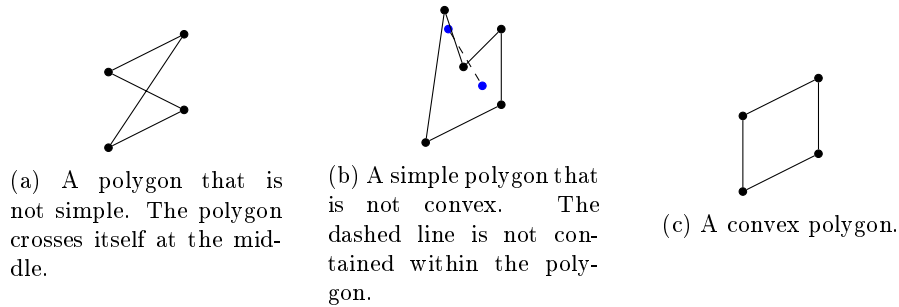 (a) A polygon that is
not simple. The polygon
crosses itself at the mid-
dle.
(b) A simple polygon that
is not convex. The
dashed line is not con-
tained within the poly-
gon.
(c) A convex polygon.